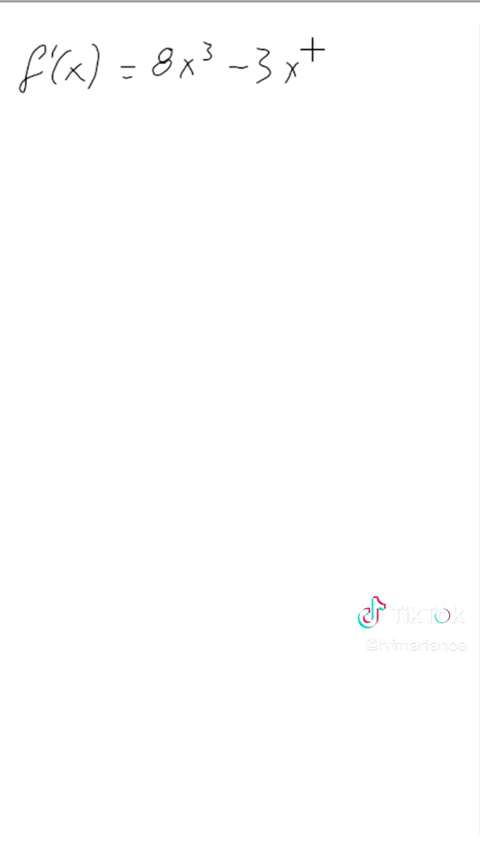 f'(x) = 8x³ - 3x⁺
TikTok